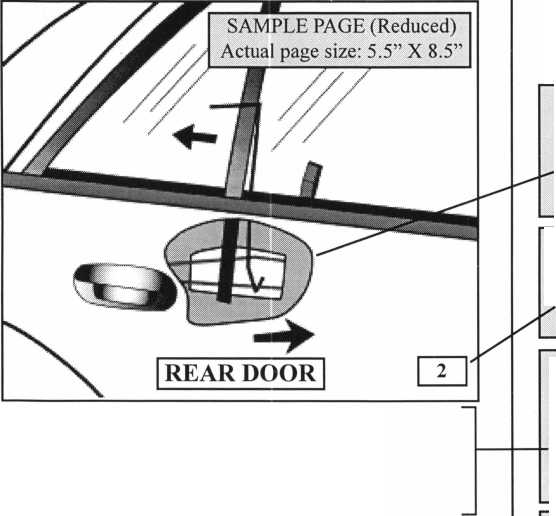 SAMPLE PAGE (Reduced)
Actual page size: 5.5” X 8.5”
REAR DOOR
2